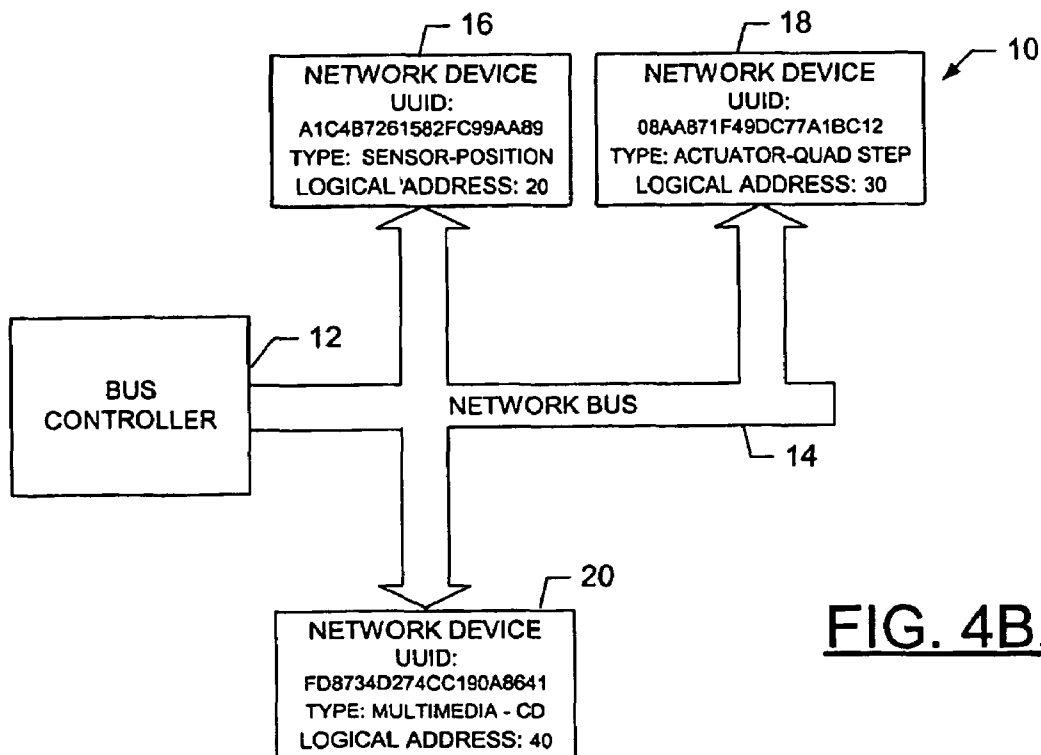 16
NETWORK DEVICE
UUID:
A1C4B7261582FC99AA89
TYPE: SENSOR-POSITION
LOGICAL ADDRESS: 20
18
NETWORK DEVICE
UUID:
08AA871F49DC77A1BC12
TYPE: ACTUATOR-QUAD STEP
LOGICAL ADDRESS: 30
10
12
BUS
CONTROLLER
NETWORK BUS
14
20
NETWORK DEVICE
UUID:
FD8734D274CC190A8641
TYPE: MULTIMEDIA - CD
LOGICAL ADDRESS: 40
FIG. 4B.